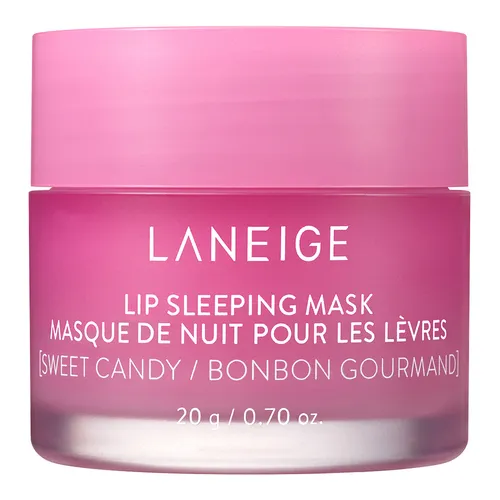 LANEIGE
LIP SLEEPING MASK
MASQUE DE NUIT POUR LES LÈVRES
[SWEET CANDY / BONBON GOURMAND]
20 g / 0.70 oz.